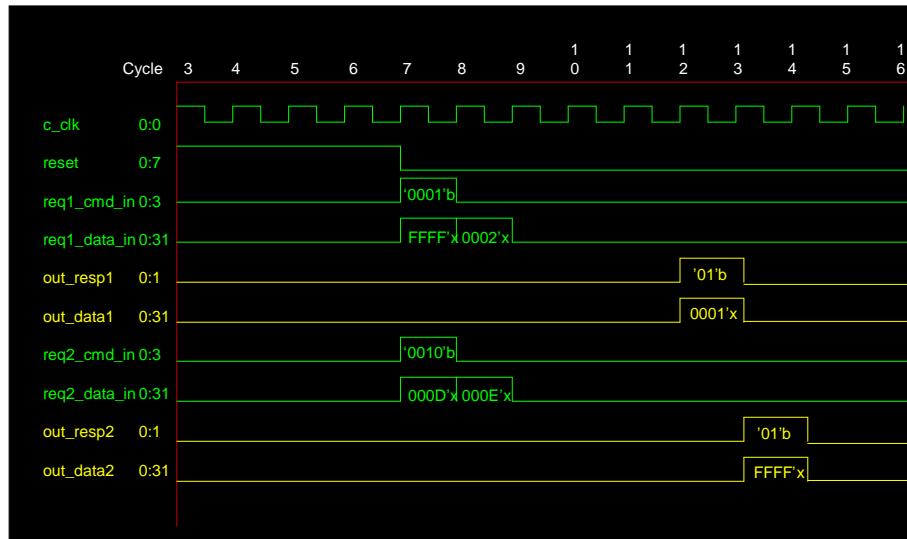 1 1 1 1 1 1 1
Cycle 3 4 5 6 7 8 9 0 1 2 3 4 5 6
c_clk 0:0
reset 0:7
req1_cmd_in 0:3 '0001'b
req1_data_in 0:31 FFFF'x 0002'x
out_resp1 0:1 '01'b
out_data1 0:31 0001'x
req2_cmd_in 0:3 '0010'b
req2_data_in 0:31 000D'x 000E'x
out_resp2 0:1 '01'b
out_data2 0:31 FFFF'x